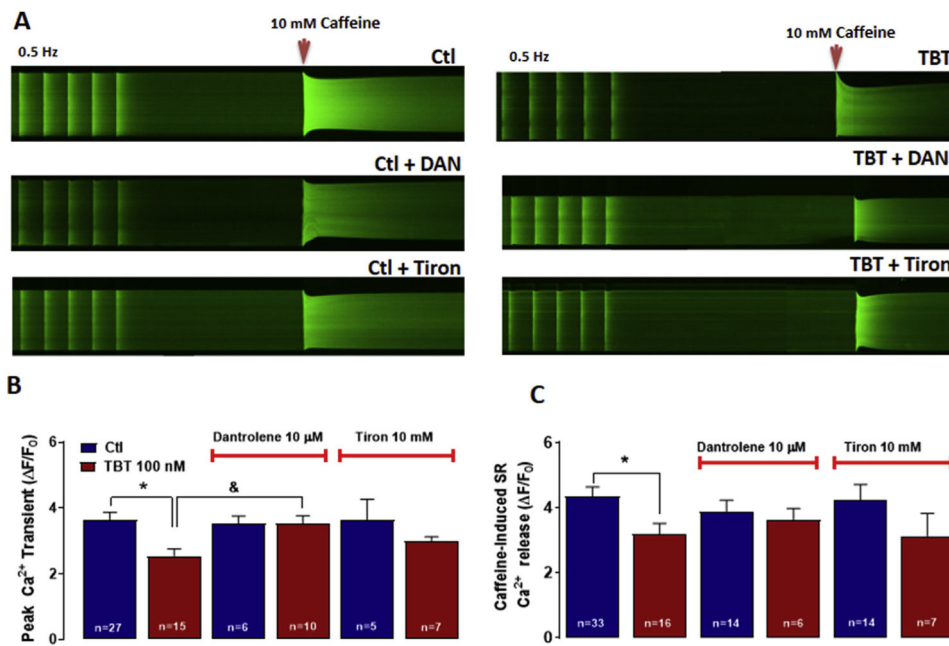 A
10 mM Caffeine
0.5 Hz
Ctl
10 mM Caffeine
0.5 Hz
TBT
Ctl + DAN
TBT + DAN
Ctl + Tiron
TBT + Tiron
B
Peak Ca²⁺ Transient (ΔF/F₀)
6
4
2
0
Ctl
TBT 100 nM
Dantrolene 10 µM
Tiron 10 mM
*
&
n=27
n=15
n=6
n=10
n=5
n=7
C
Caffeine-Induced SR
Ca²⁺ release (ΔF/F₀)
6
4
2
0
Dantrolene 10 µM
Tiron 10 mM
*
n=33
n=16
n=14
n=6
n=14
n=7